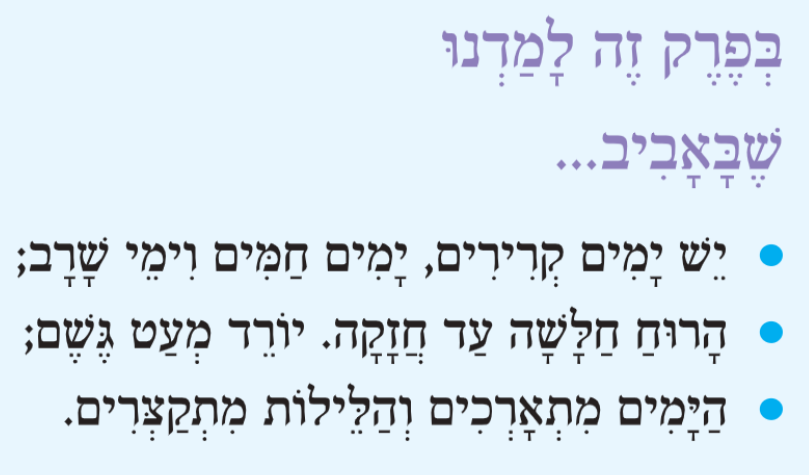 בְּפֶרֶק זֶה לָמַדְנוּ
שֶׁבָּאָבִיב...
• יֵשׁ יָמִים קְרִירִים, יָמִים חַמִּים וִימֵי שָׁרָב;
• הָרוּחַ חַלָּשָׁה עַד חֲזָקָה. יוֹרֵד מְעַט גֶּשֶׁם;
• הַיָּמִים מִתְאָרְכִים וְהַלֵּילוֹת מִתְקַצְּרִים.